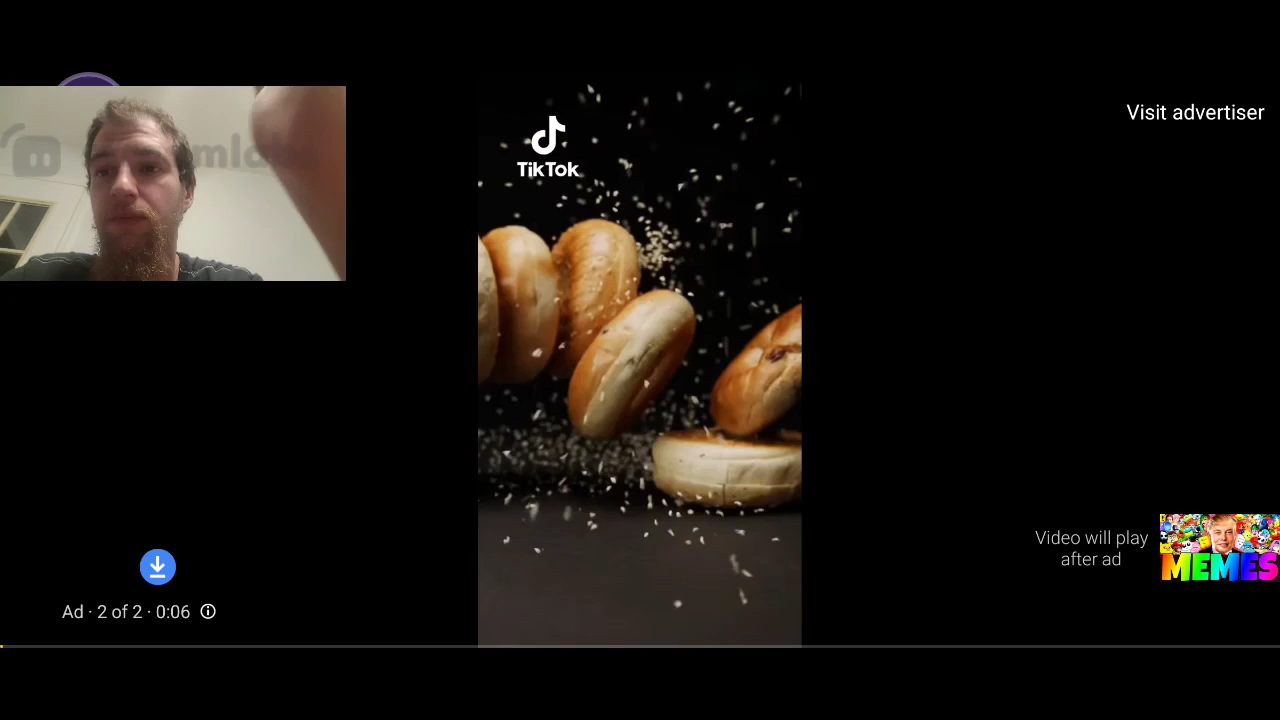 Visit advertiser
TikTok
Video will play
after ad
MEMES
Ad · 2 of 2 · 0:06